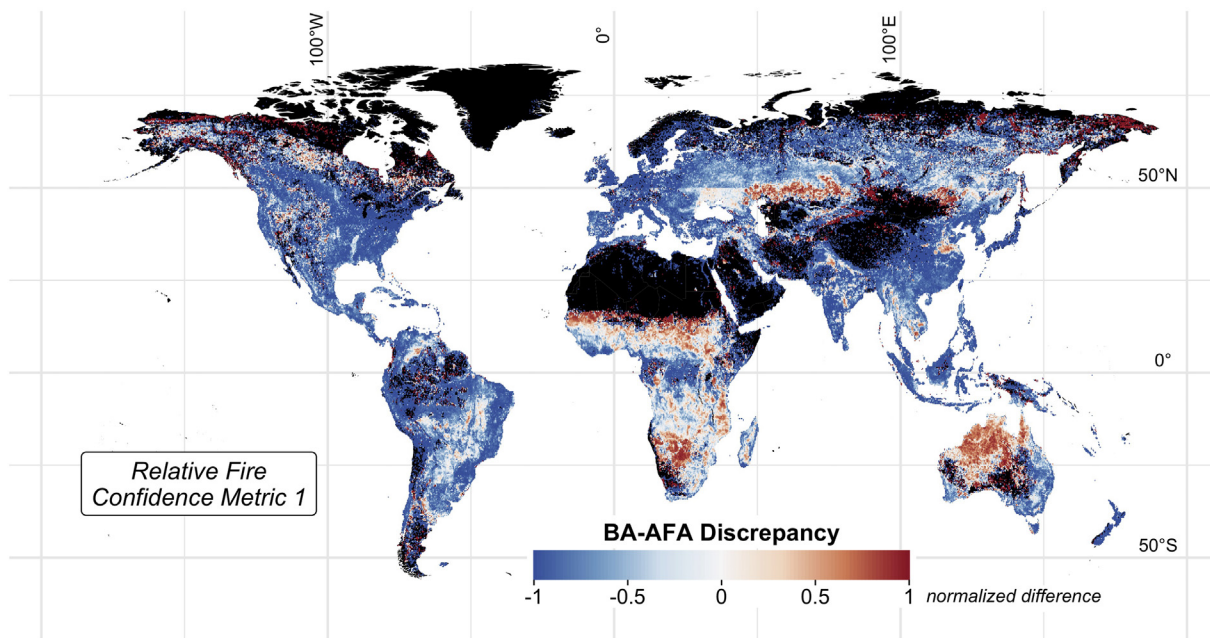 100°W
0°
100°E
50°N
0°
50°S
Relative Fire
Confidence Metric 1
BA-AFA Discrepancy
-1
-0.5
0
0.5
1
normalized difference